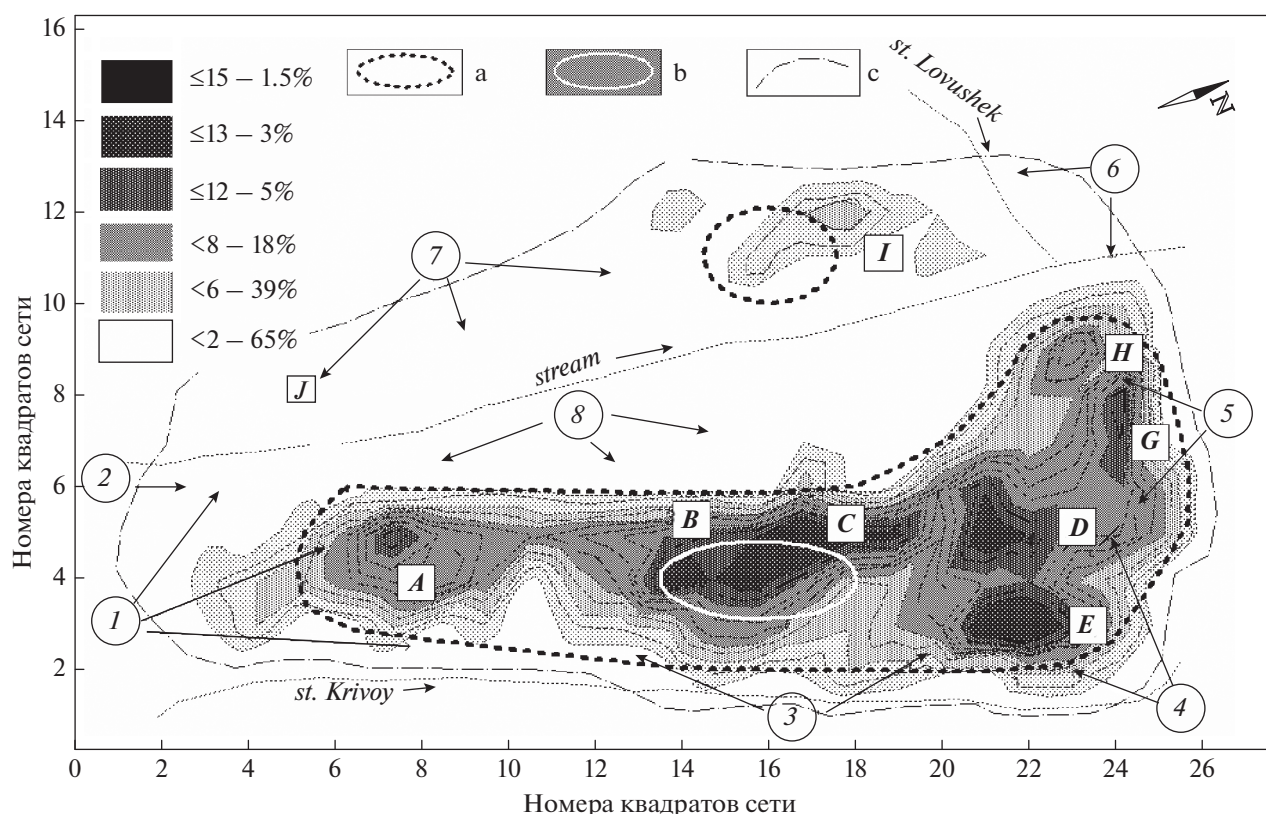 Номера квадратов сети
16
14
12
10
8
6
4
2
0
≤15 – 1.5%
≤13 – 3%
≤12 – 5%
<8 – 18%
<6 – 39%
<2 – 65%
a
b
c
st. Lovushek
N
6
7
I
J
stream
H
8
5
G
2
B
C
D
A
1
E
st. Krivoy
3
4
0 2 4 6 8 10 12 14 16 18 20 22 24 26
Номера квадратов сети